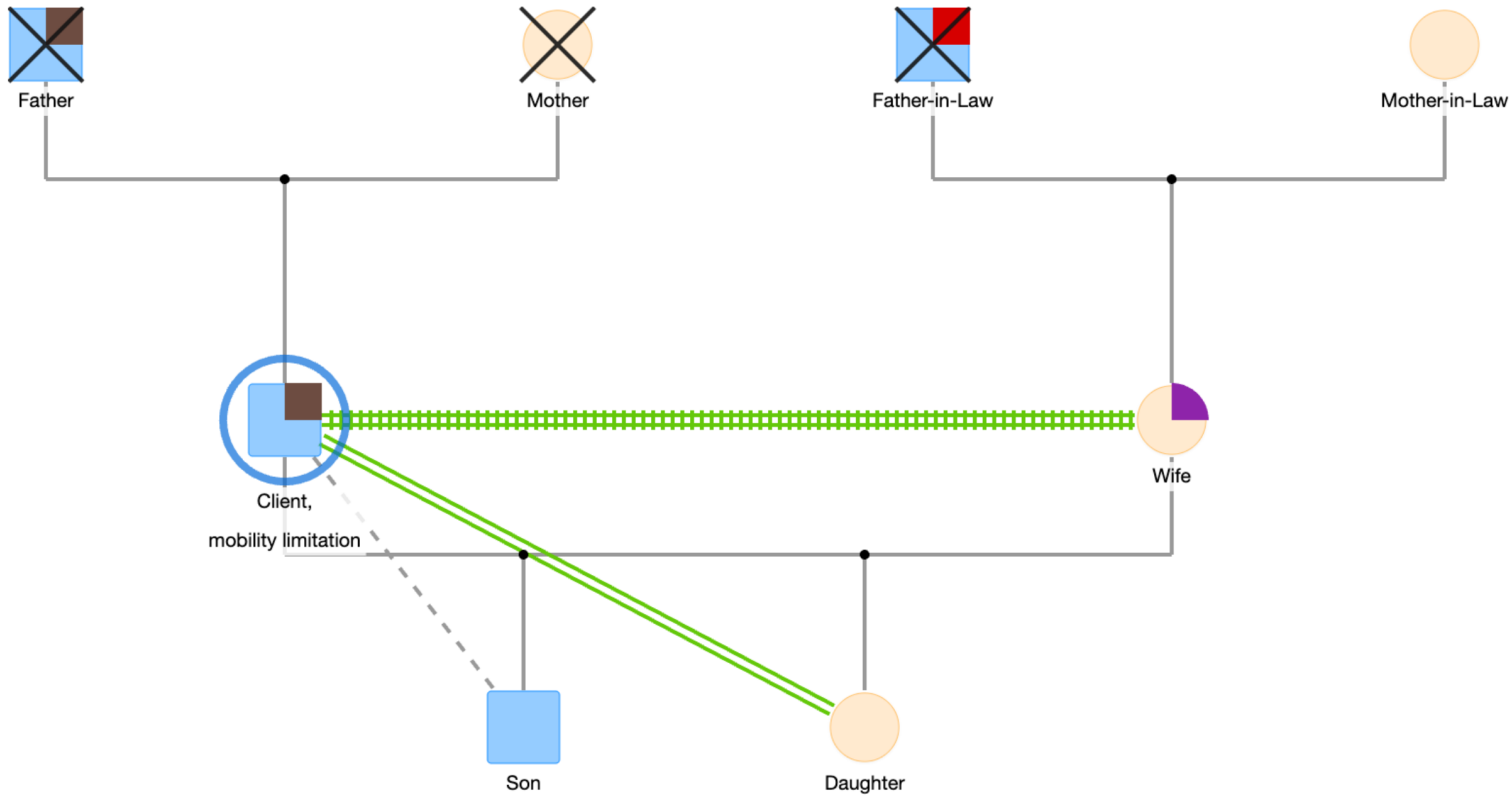 Father
Mother
Father-in-Law
Mother-in-Law
Client,
mobility limitation
Wife
Son
Daughter